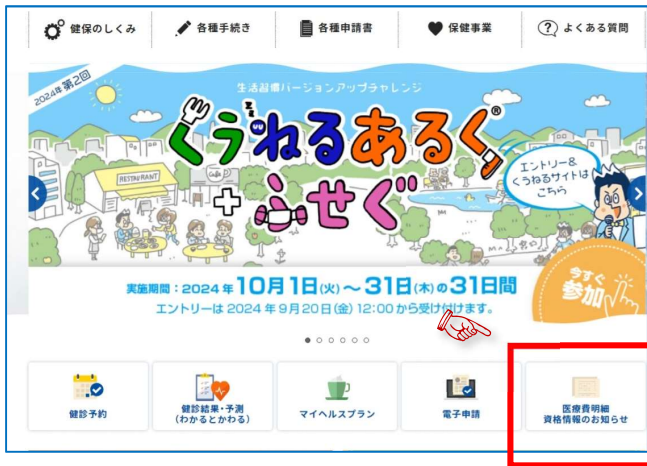 健保のしくみ
各種手続き
各種申請書
保健事業
よくある質問
2024年第2回
生活習慣バージョンアップチャレンジ
くうねるあるく®
+ふせぐ
RESTAURANT
Cafe
エントリー&
くうねるサイトは
こちら
実施期間：2024年10月1日(火)～31日(木)の31日間
エントリーは2024年9月20日(金)12:00から受け付けます。
今すぐ
参加
健診予約
健診結果・予測
(わかるとかわる)
マイヘルスプラン
電子申請
医療費明細
資格情報のお知らせ